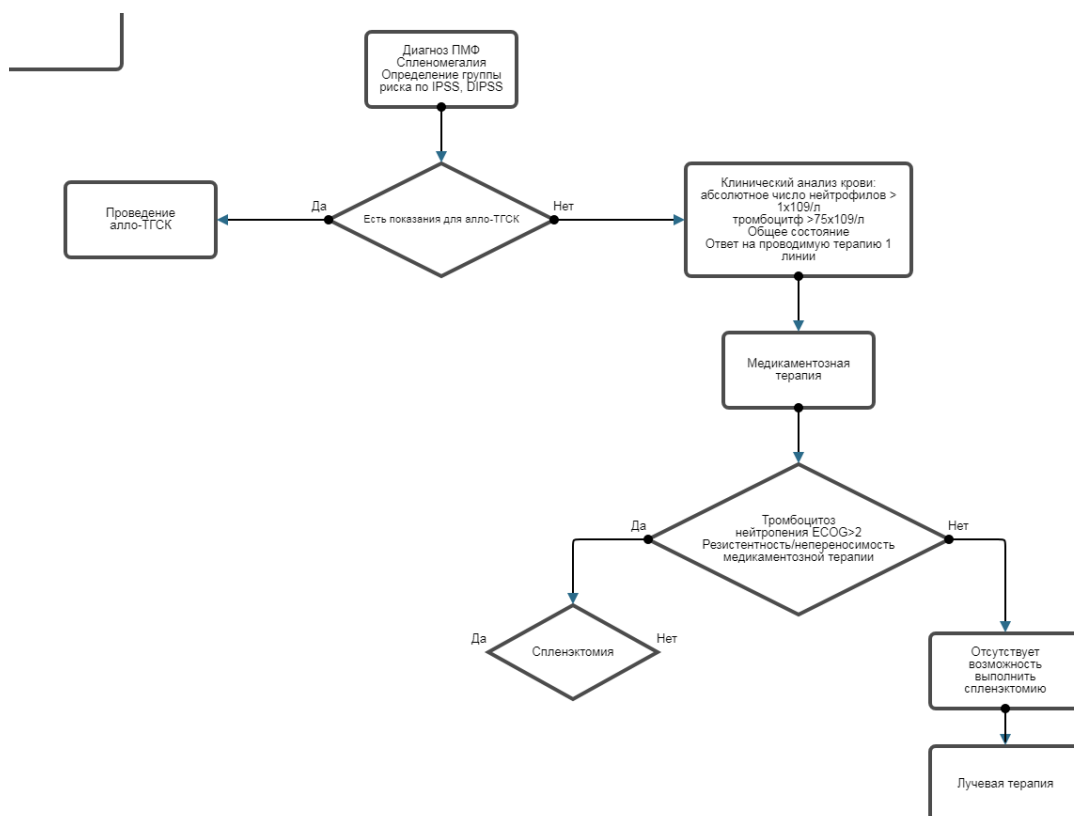 Диагноз ПМФ
Спленомегалия
Определение группы
риска по IPSS, DIPSS
Да
Есть показания для алло-ТГСК
Нет
Проведение
алло-ТГСК
Клинический анализ крови:
абсолютное число нейтрофилов >
1x109/л
тромбоцитф >75x109/л
Общее состояние
Ответ на проводимую терапию 1
линии
Медикаментозная
терапия
Да
Тромбоцитоз
нейтропения ECOG>2
Резистентность/непереносимость
медикаментозной терапии
Нет
Да
Спленэктомия
Нет
Отсутствует
возможность
выполнить
спленэктомию
Лучевая терапия